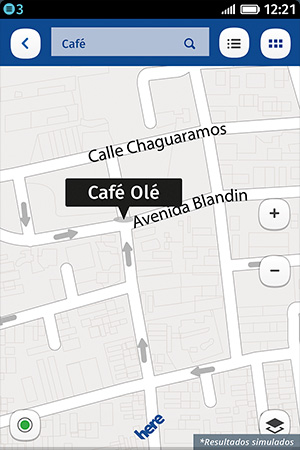 3 12:21
Café
Calle Chaguaramos
Café Olé
Avenida Blandin
+
−
here
*Resultados simulados